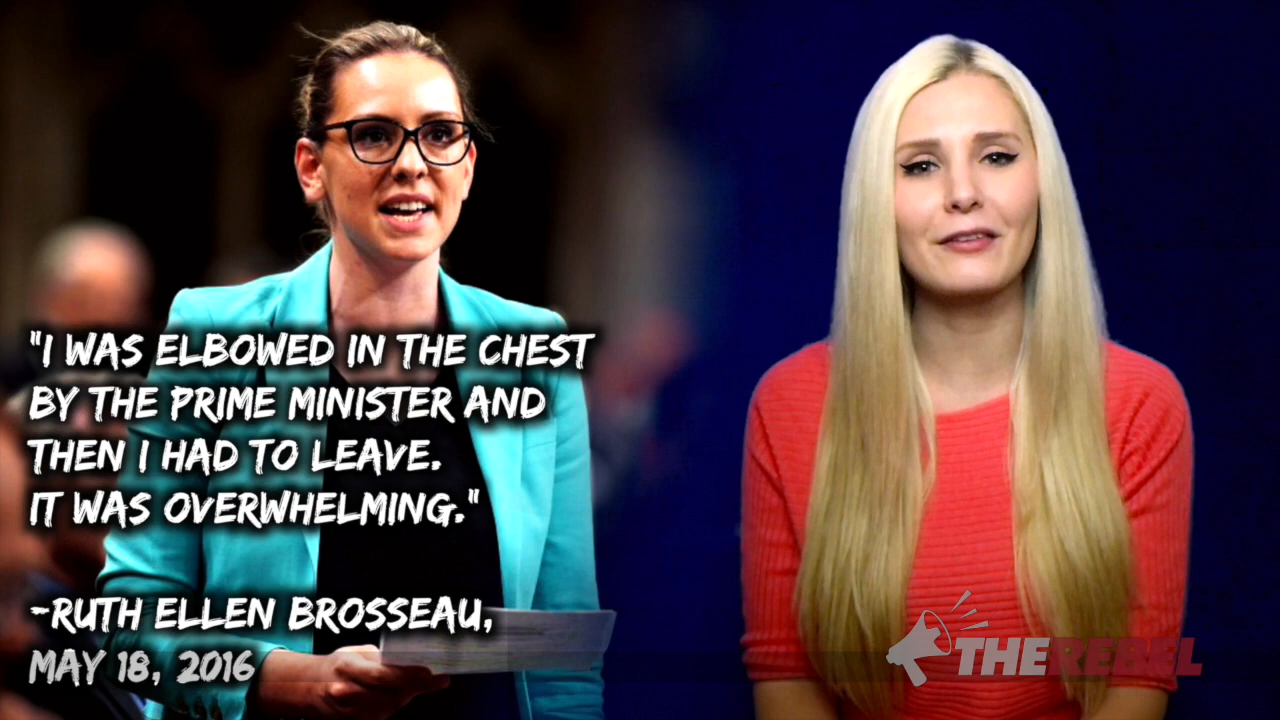 "I WAS ELBOWED IN THE CHEST
BY THE PRIME MINISTER AND
THEN I HAD TO LEAVE.
IT WAS OVERWHELMING."
-RUTH ELLEN BROSSEAU,
MAY 18, 2016
THEREBEL